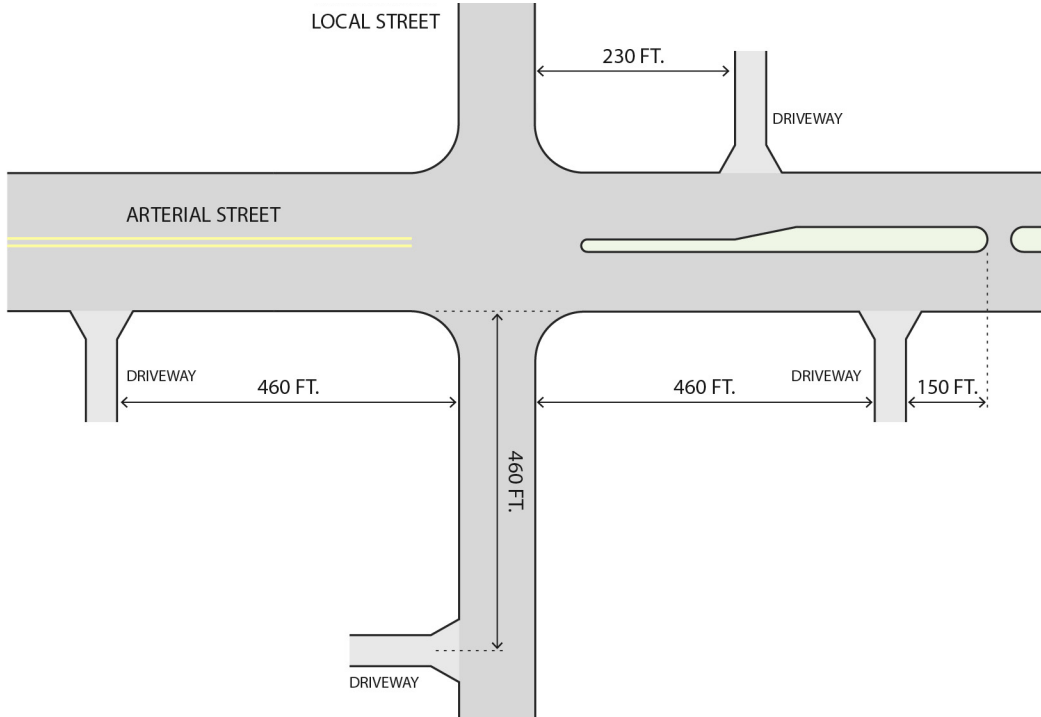 LOCAL STREET
230 FT.
DRIVEWAY
ARTERIAL STREET
DRIVEWAY
460 FT.
460 FT.
DRIVEWAY
150 FT.
460 FT.
DRIVEWAY